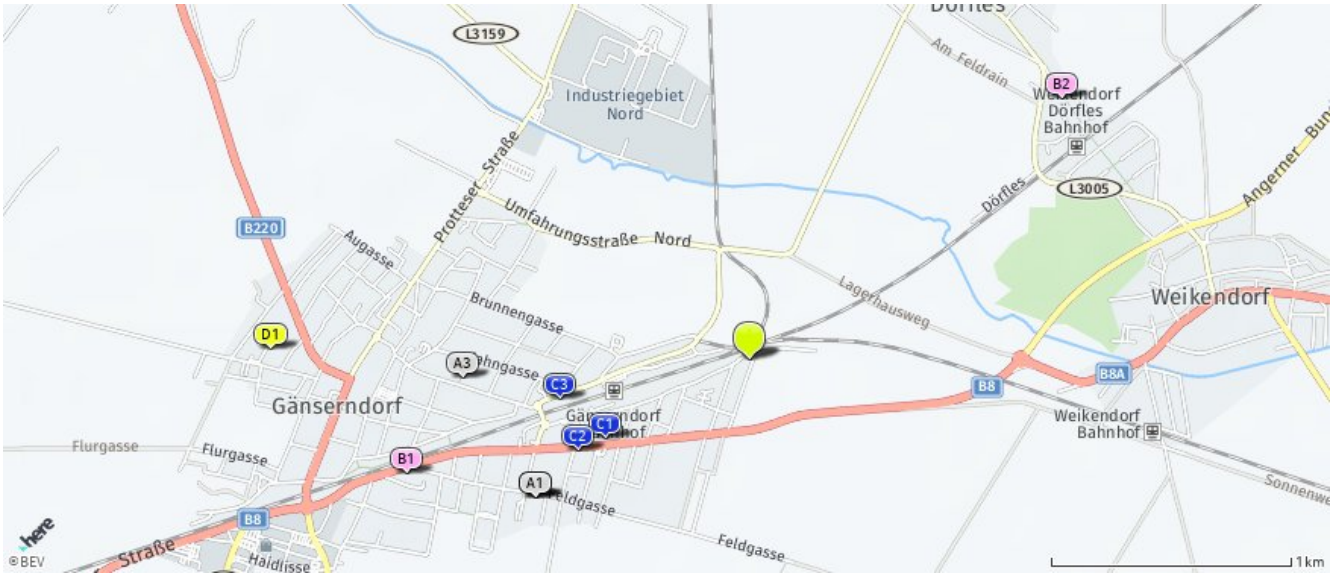 Dörfles
L3159
Am Feldrain
B2
Dörfles
Bahnhof
Industriegebiet
Nord
Protteser Straße
Angerner
L3005
Dörfles
Umfahrungsstraße Nord
B220
Augasse
Lagerhausweg
Weikendorf
Brunnengasse
D1
A3
C3
B8A
B8
Gänserndorf
C1
C2
Weikendorf
Bahnhof
Flurgasse
Flurgasse
B1
A1
Feldgasse
Sonnenwe
B8
Feldgasse
here
Straße
Haidlisse
©BEV
1 km